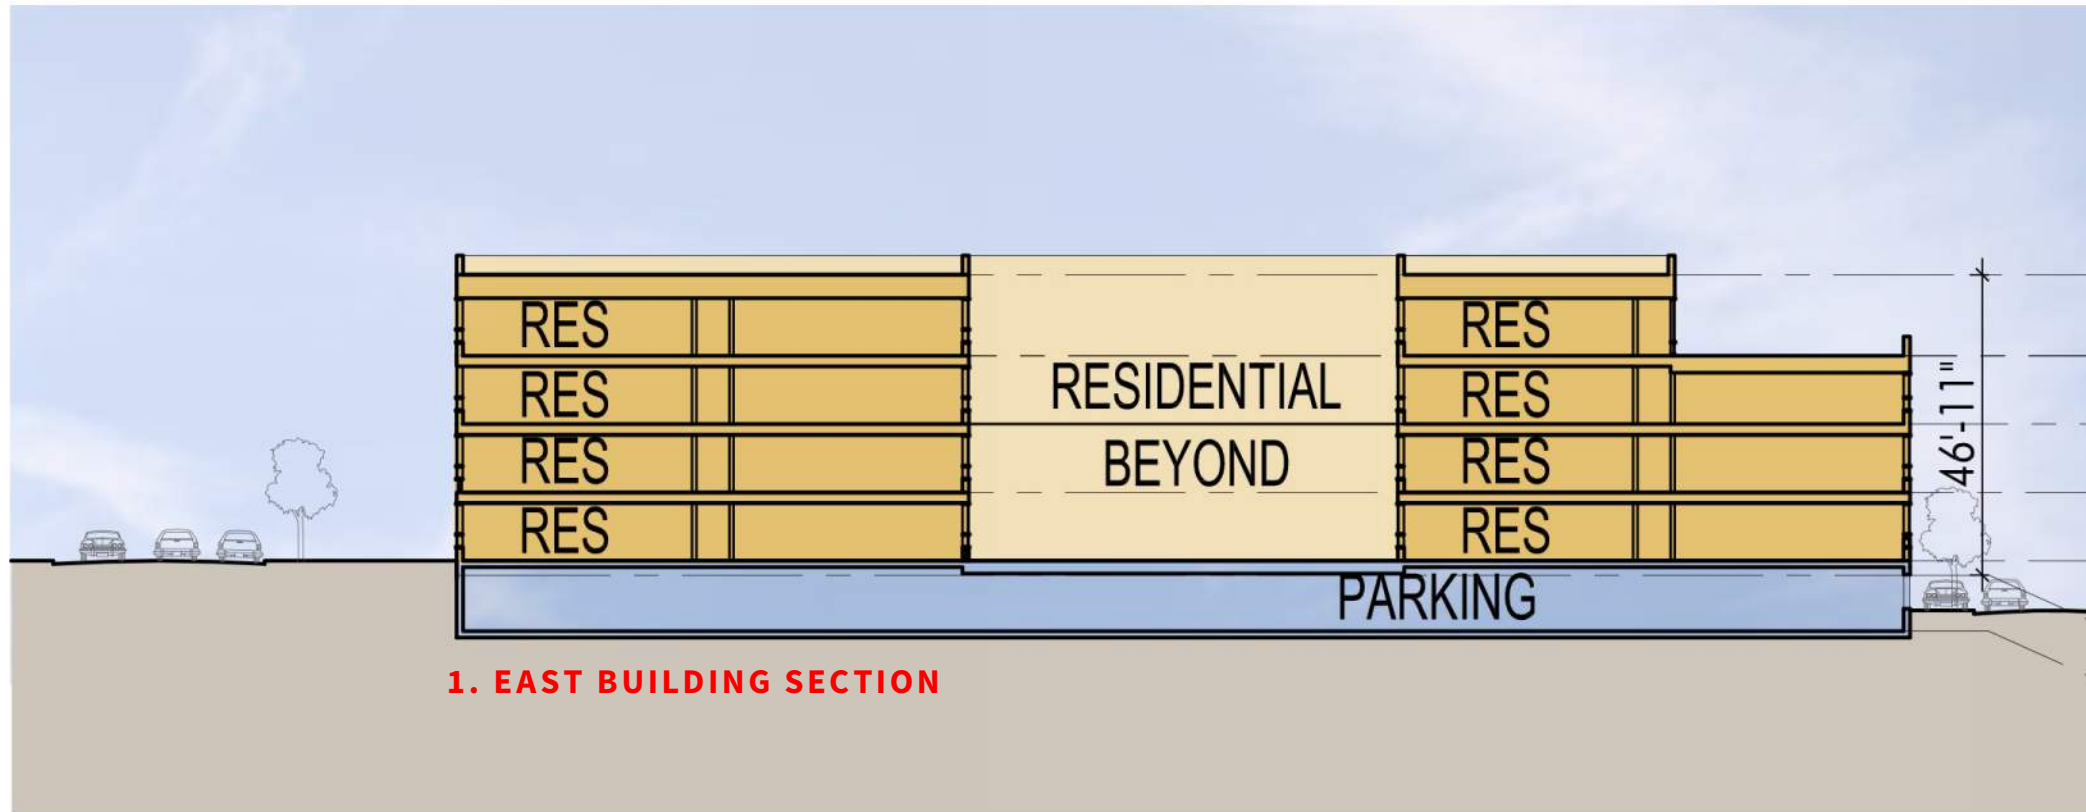 RES
RES
RES
RES
RESIDENTIAL
BEYOND
RES
RES
RES
RES
46'-11"
PARKING
1. EAST BUILDING SECTION